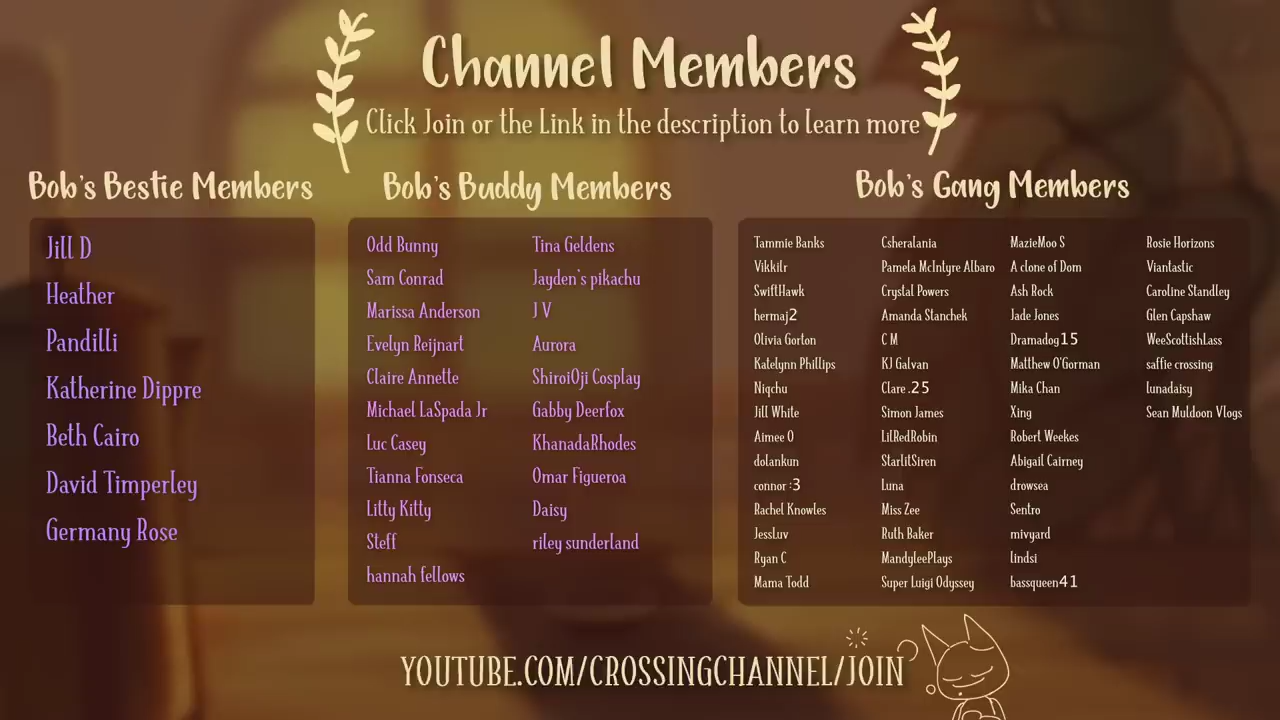 Channel Members
Click Join or the Link in the description to learn more
Bob's Bestie Members
Jill D
Heather
Pandilli
Katherine Dippre
Beth Cairo
David Timperley
Germany Rose
Bob's Buddy Members
Odd Bunny
Sam Conrad
Marissa Anderson
Evelyn Reijnart
Claire Annette
Michael LaSpada Jr
Luc Casey
Tianna Fonseca
Litty Kitty
Steff
hannah fellows
Tina Geldens
Jayden's pikachu
J V
Aurora
ShiroiOji Cosplay
Gabby Deerfox
KhanadaRhodes
Omar Figueroa
Daisy
riley sunderland
Bob's Gang Members
Tammie Banks
Vikkilr
SwiftHawk
hermaj2
Olivia Gorton
Katelynn Phillips
Niqchu
Jill White
Aimee O
dolankun
connor :3
Rachel Knowles
JessLuv
Ryan C
Mama Todd
Csheralania
Pamela McIntyre Albaro
Crystal Powers
Amanda Stanchek
C M
KJ Galvan
Clare .25
Simon James
LilRedRobin
StarlitSiren
Luna
Miss Zee
Ruth Baker
MandyleePlays
Super Luigi Odyssey
MazieMoo S
A clone of Dom
Ash Rock
Jade Jones
Dramadog15
Matthew O'Gorman
Mika Chan
Xing
Robert Weekes
Abigail Cairney
drowsea
Sentro
mivyard
lindsi
bassqueen41
Rosie Horizons
Viantastic
Caroline Standley
Glen Capshaw
WeeScottishLass
saffie crossing
lunadaisy
Sean Muldoon Vlogs
YOUTUBE.COM/CROSSINGCHANNEL/JOIN